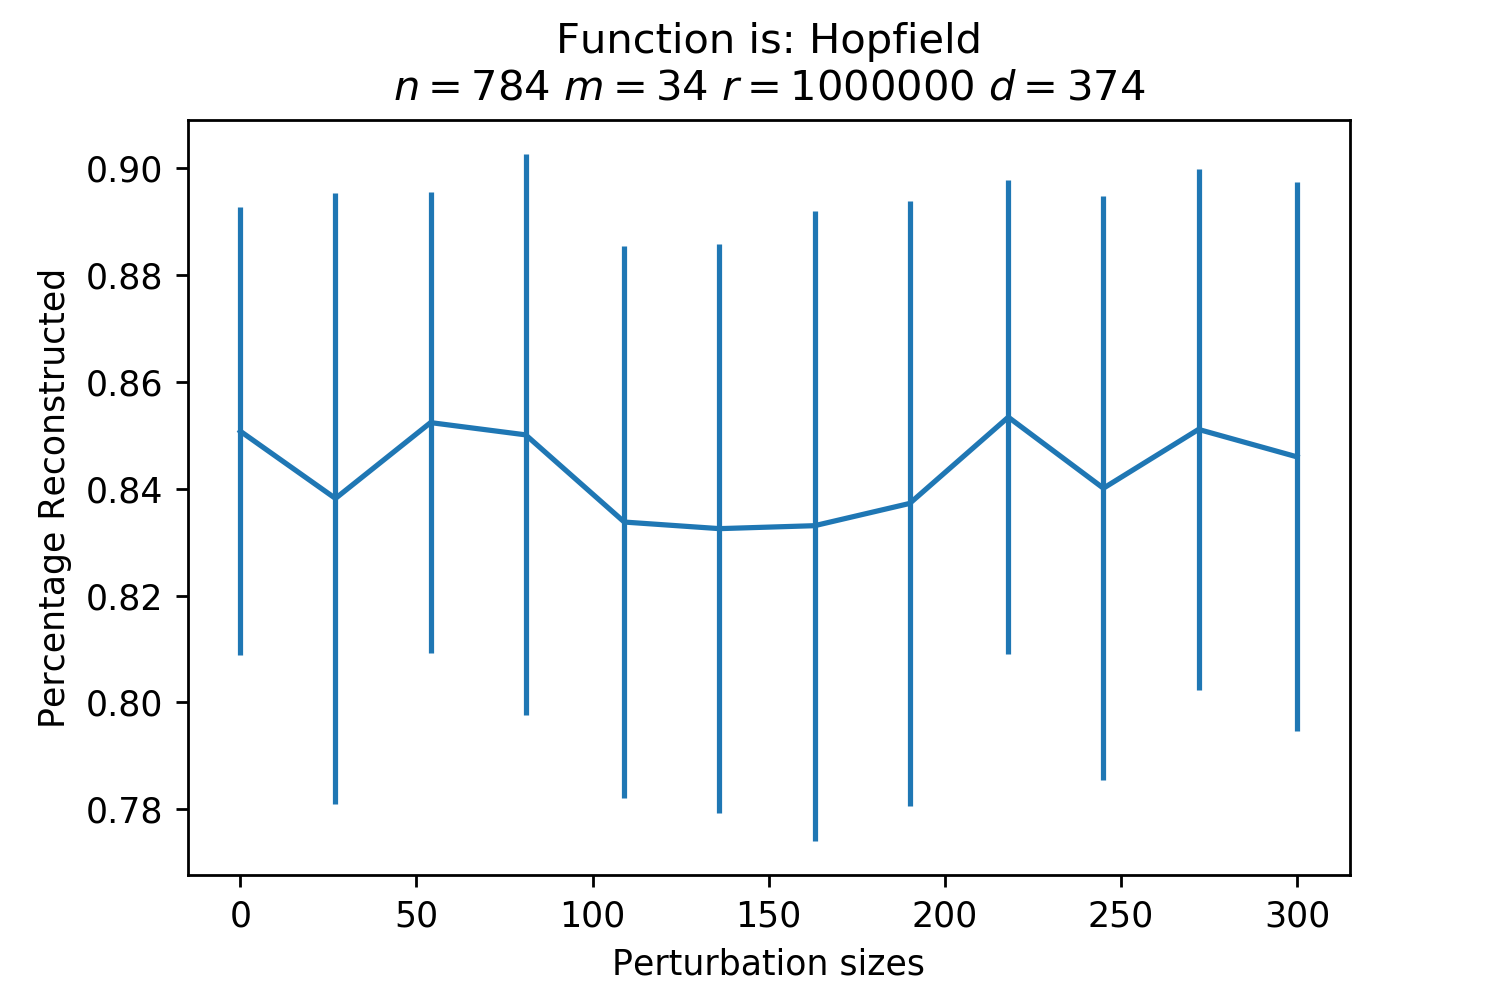 Function is: Hopfield
n = 784 m = 34 r = 1000000 d = 374
Percentage Reconstructed
0.90
0.88
0.86
0.84
0.82
0.80
0.78
0 50 100 150 200 250 300
Perturbation sizes